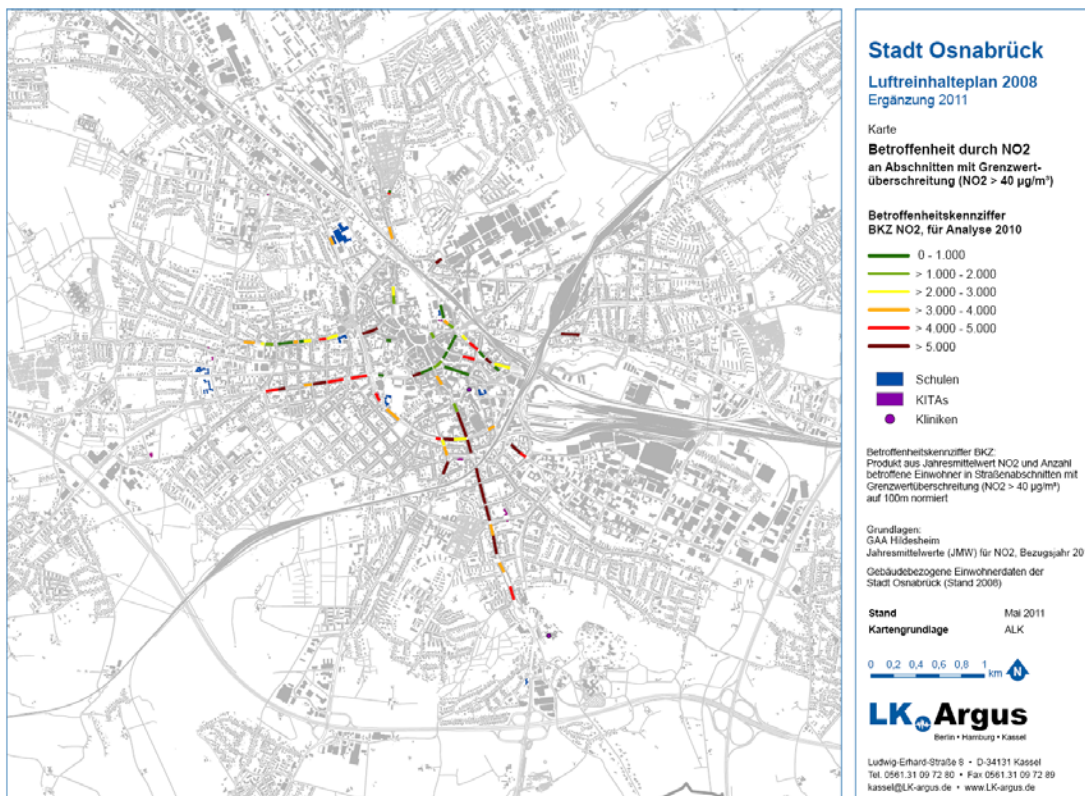 Stadt Osnabrück
Luftreinhalteplan 2008
Ergänzung 2011
Karte
Betroffenheit durch NO2
an Abschnitten mit Grenzwert-
überschreitung (NO2 > 40 µg/m³)
Betroffenheitskennziffer
BKZ NO2, für Analyse 2010
0 - 1.000
> 1.000 - 2.000
> 2.000 - 3.000
> 3.000 - 4.000
> 4.000 - 5.000
> 5.000
Schulen
KITAs
Kliniken
Betroffenheitskennziffer BKZ:
Produkt aus Jahresmittelwert NO2 und Anzahl
betroffene Einwohner in Straßenabschnitten mit
Grenzwertüberschreitung (NO2 > 40 µg/m³)
auf 100m normiert
Grundlagen:
GAA Hildesheim
Jahresmittelwerte (JMW) für NO2, Bezugsjahr 20
Gebäudebezogene Einwohnerdaten der
Stadt Osnabrück (Stand 2008)
Stand Mai 2011
Kartengrundlage ALK
0 0,2 0,4 0,6 0,8 1
km N
LK Argus
Berlin • Hamburg • Kassel
Ludwig-Erhard-Straße 8 • D-34131 Kassel
Tel. 0561.31 09 72 80 • Fax 0561.31 09 72 89
kassel@LK-argus.de • www.LK-argus.de